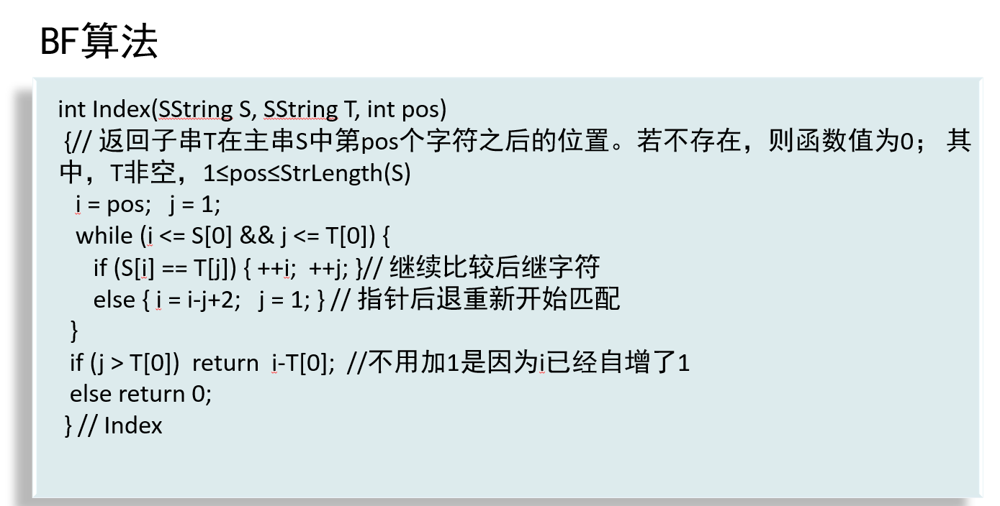 BF算法
int Index(SString S, SString T, int pos)
{// 返回子串T在主串S中第pos个字符之后的位置。若不存在，则函数值为0； 其
中，T非空，1≤pos≤StrLength(S)
i = pos;   j = 1;
while (i <= S[0] && j <= T[0]) {
if (S[i] == T[j]) { ++i;  ++j; }// 继续比较后继字符
else { i = i-j+2;   j = 1; } // 指针后退重新开始匹配
}
if (j > T[0])  return  i-T[0];  //不用加1是因为i已经自增了1
else return 0;
} // Index